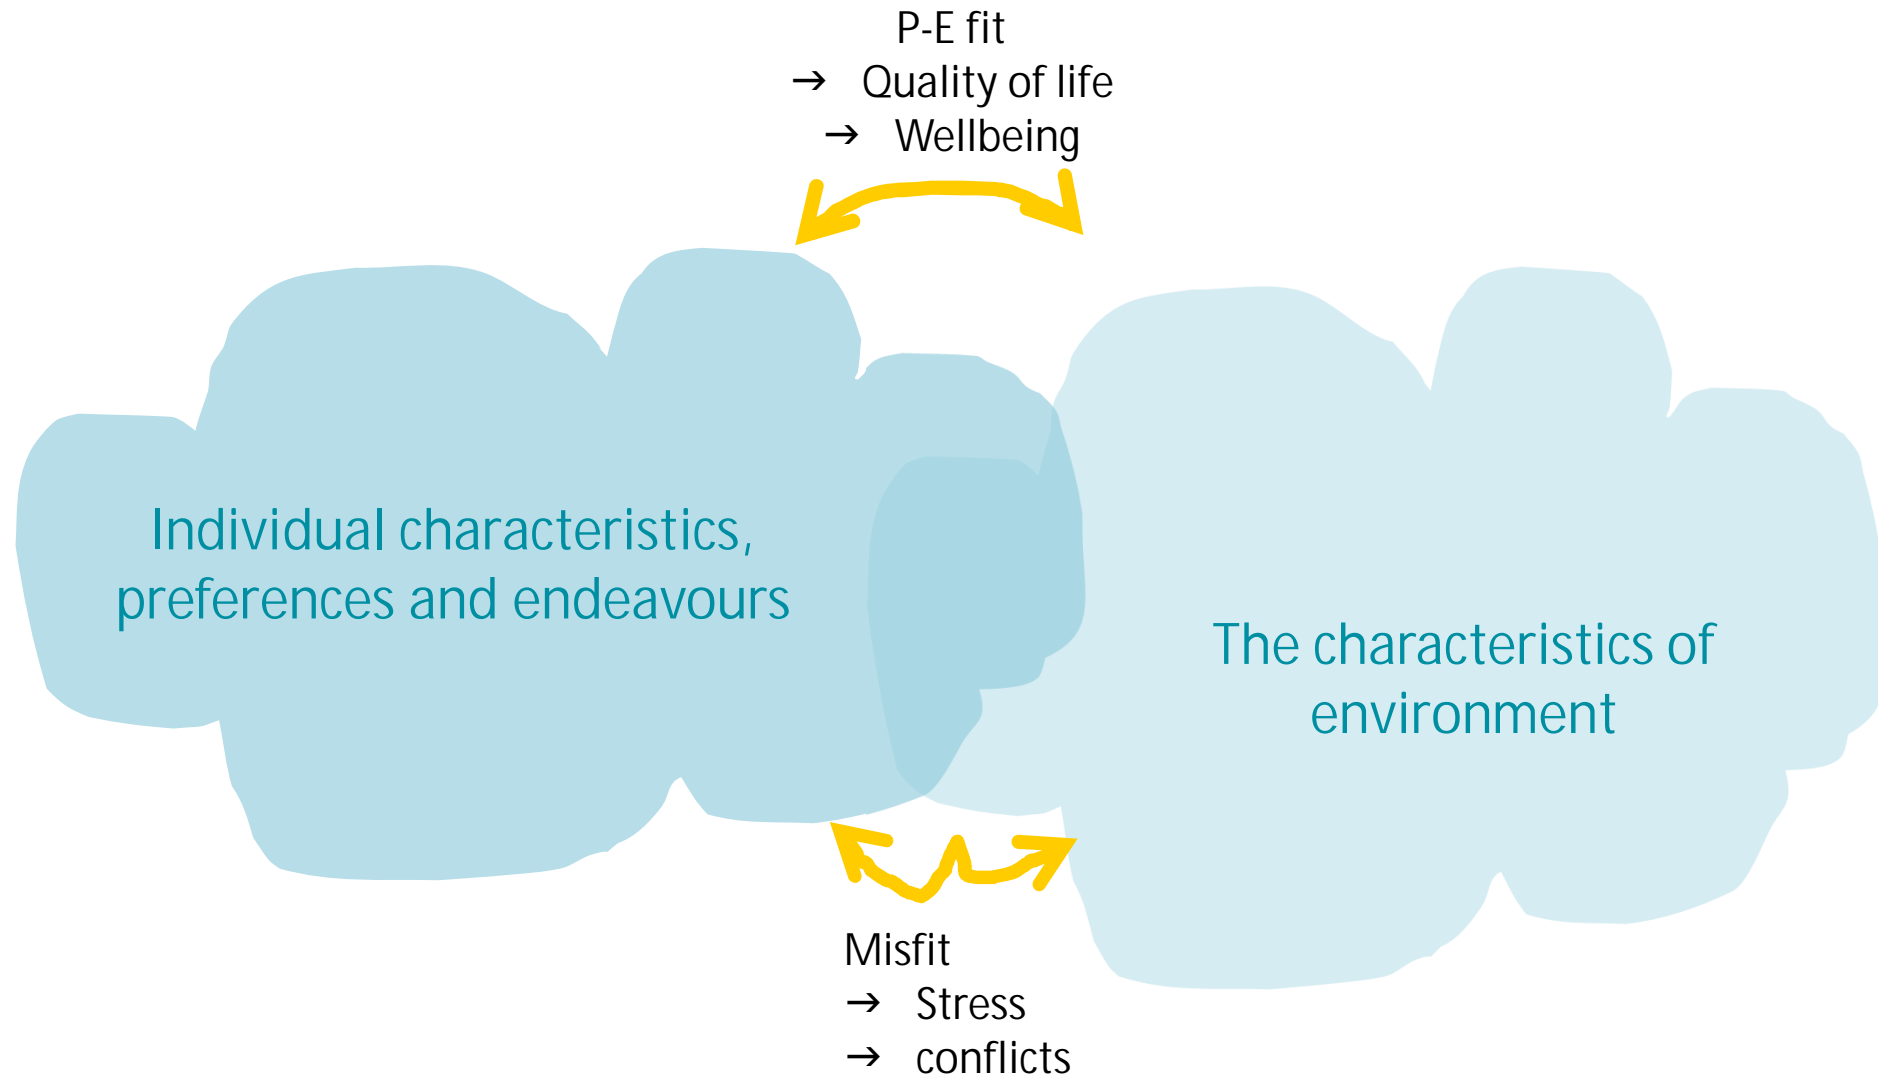 P-E fit
→ Quality of life
→ Wellbeing
Individual characteristics,
preferences and endeavours
The characteristics of
environment
Misfit
→ Stress
→ conflicts